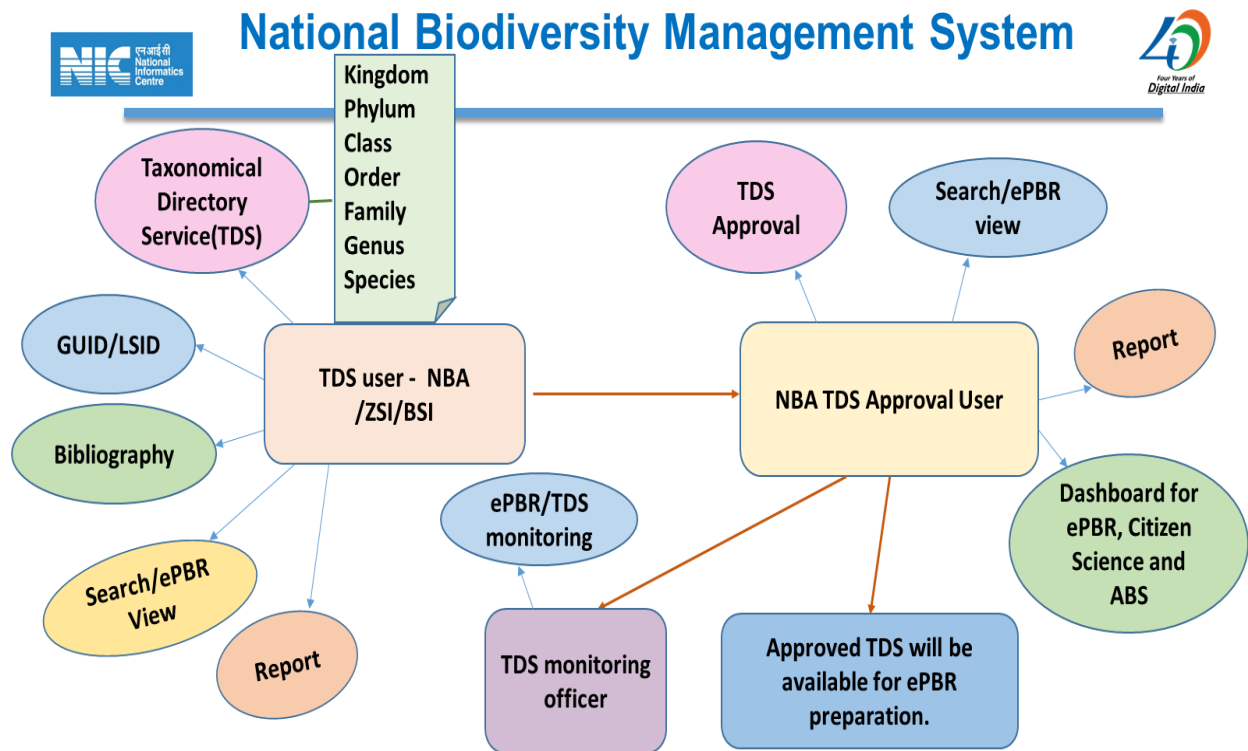 National Biodiversity Management System
NIC
एन आई सी
National
Informatics
Centre
Four Years of
Digital India
Kingdom
Phylum
Class
Order
Family
Genus
Species
Taxonomical
Directory
Service(TDS)
GUID/LSID
Bibliography
Search/ePBR
View
Report
TDS user -  NBA
/ZSI/BSI
TDS
Approval
Search/ePBR
view
Report
NBA TDS Approval User
Dashboard for
ePBR, Citizen
Science and
ABS
ePBR/TDS
monitoring
TDS monitoring
officer
Approved TDS will be
available for ePBR
preparation.